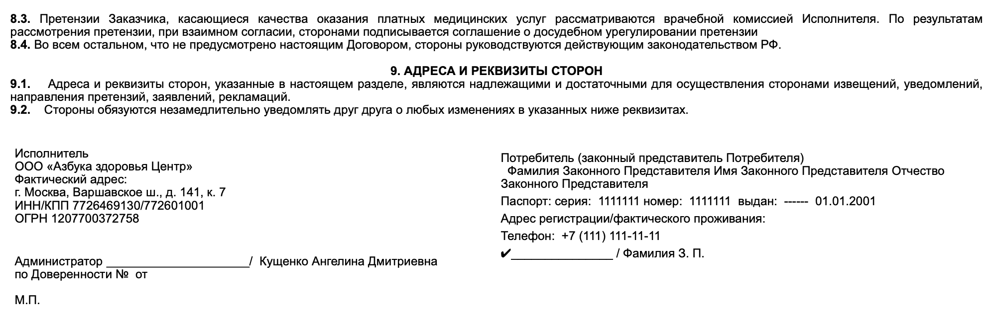 8.3. Претензии Заказчика, касающиеся качества оказания платных медицинских услуг рассматриваются врачебной комиссией Исполнителя. По результатам
рассмотрения претензии, при взаимном согласии, сторонами подписывается соглашение о досудебном урегулировании претензии
8.4. Во всем остальном, что не предусмотрено настоящим Договором, стороны руководствуются действующим законодательством РФ.
9. АДРЕСА И РЕКВИЗИТЫ СТОРОН
9.1. Адреса и реквизиты сторон, указанные в настоящем разделе, являются надлежащими и достаточными для осуществления сторонами извещений, уведомлений,
направления претензий, заявлений, рекламаций.
9.2. Стороны обязуются незамедлительно уведомлять друг друга о любых изменениях в указанных ниже реквизитах.
Исполнитель
ООО «Азбука здоровья Центр»
Фактический адрес:
г. Москва, Варшавское ш., д. 141, к. 7
ИНН/КПП 7726469130/772601001
ОГРН 1207700372758
Администратор _____________________/ Кущенко Ангелина Дмитриевна
по Доверенности № от
М.П.
Потребитель (законный представитель Потребителя)
Фамилия Законного Представителя Имя Законного Представителя Отчество
Законного Представителя
Паспорт: серия: 1111111 номер: 1111111 выдан: ------ 01.01.2001
Адрес регистрации/фактического проживания:
Телефон: +7 (111) 111-11-11
✔_______________ / Фамилия З. П.